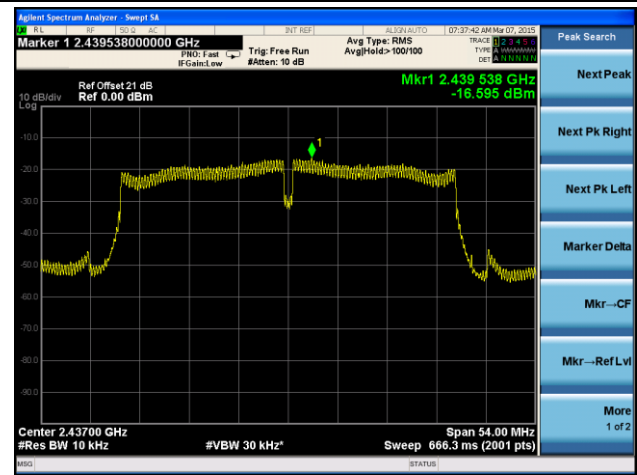 Agilent Spectrum Analyzer - Swept SA
RL RF 50 Ω AC INT REF ALIGN AUTO 07:37:42 AM Mar 07, 2015
Marker 1 2.439538000000 GHz
PNO: Fast
IFGain:Low
Trig: Free Run
#Atten: 10 dB
Avg Type: RMS
Avg|Hold:>100/100
TRACE 1 2 3 4 5 6
TYPE A WWWWW
DET A N N N N N
Peak Search
Ref Offset 21 dB
10 dB/div Ref 0.00 dBm
Log
Mkr1 2.439 538 GHz
-16.595 dBm
Next Peak
-10.0
1
Next Pk Right
-20.0
Next Pk Left
-30.0
-40.0
Marker Delta
-50.0
-60.0
Mkr→CF
-70.0
-80.0
Mkr→Ref Lvl
-90.0
More
1 of 2
Center 2.43700 GHz
Span 54.00 MHz
#Res BW 10 kHz
#VBW 30 kHz*
Sweep 666.3 ms (2001 pts)
MSG
STATUS